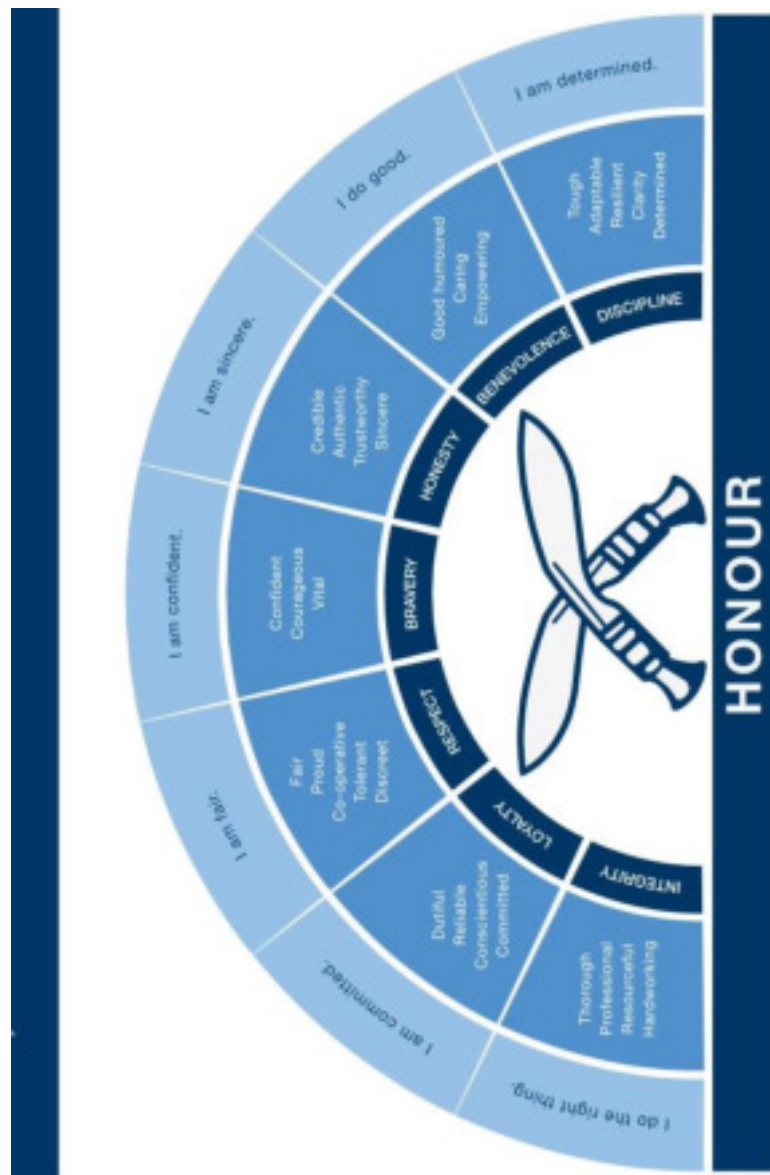 I do the right thing.
Thorough
Professional
Resourceful
Hardworking
INTEGRITY
I am committed.
Dutiful
Reliable
Conscientious
Committed
LOYALTY
I am fair.
Fair
Proud
Co-operative
Tolerant
Discreet
RESPECT
I am confident.
Confident
Courageous
Vital
BRAVERY
I am sincere.
Credible
Authentic
Trustworthy
Sincere
HONESTY
I do good.
Good humoured
Caring
Empowering
BENEVOLENCE
I am determined.
Tough
Adaptable
Resilient
Clarity
Determined
DISCIPLINE
HONOUR